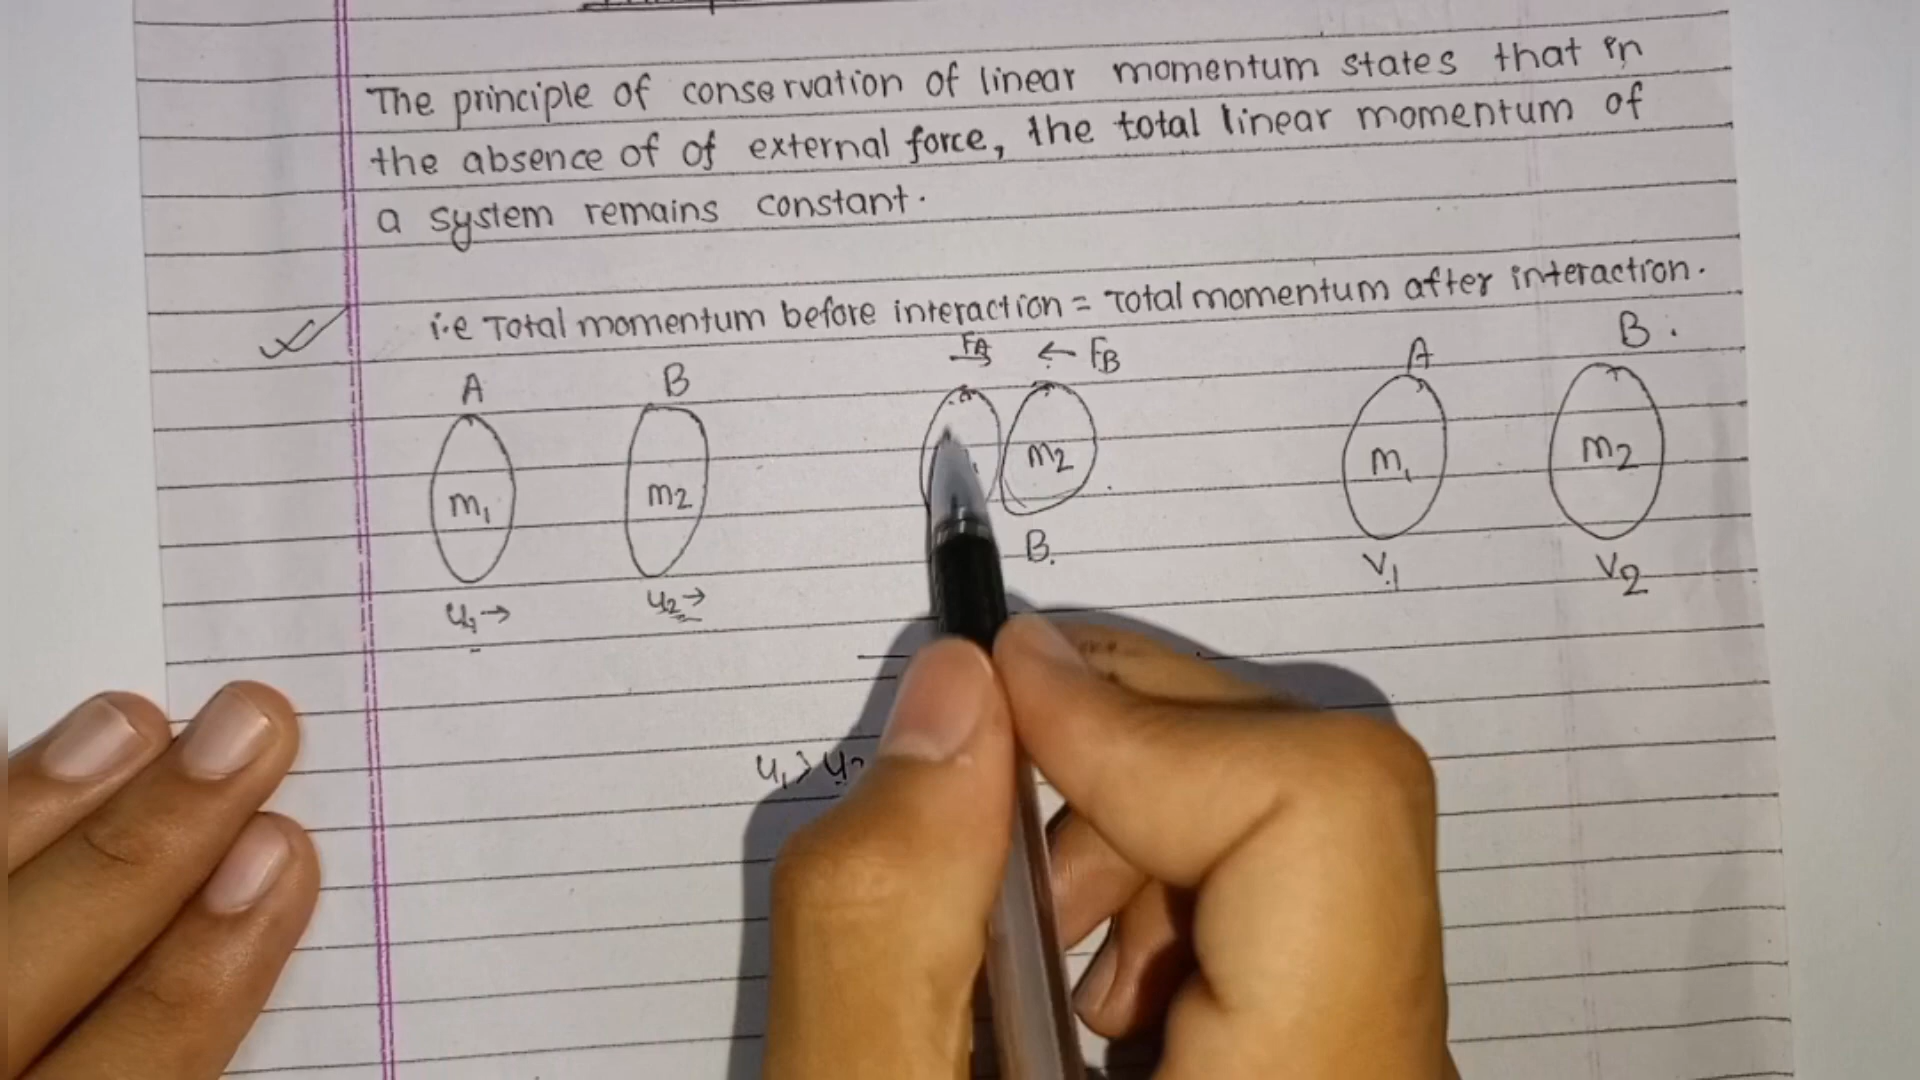 The principle of conservation of linear momentum states that in
the absence of of external force, the total linear momentum of
a system remains constant.
i.e Total momentum before interaction = Total momentum after interaction.
A B FA ← FB A B.
m1 m2 m2 m1 m2
B.
u1→ u2→ v1 v2
u1 > u2